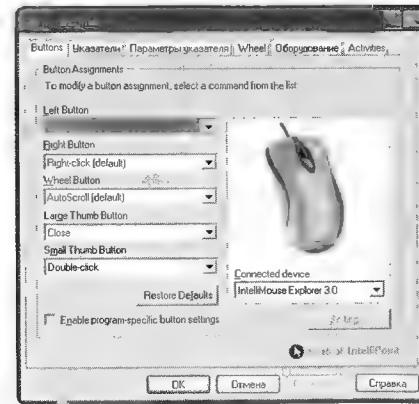 Buttons Указатели Параметры указателя Wheel Оборудование Activities
Button Assignments
To modify a button assignment, select a command from the list
Left Button
Right Button
Right-click (default)
Wheel Button
AutoScroll (default)
Large Thumb Button
Close
Small Thumb Button
Double-click
Connected device
IntelliMouse Explorer 3.0
Restore Defaults
Enable program-specific button settings
IntelliPoint
OK Отмена Справка